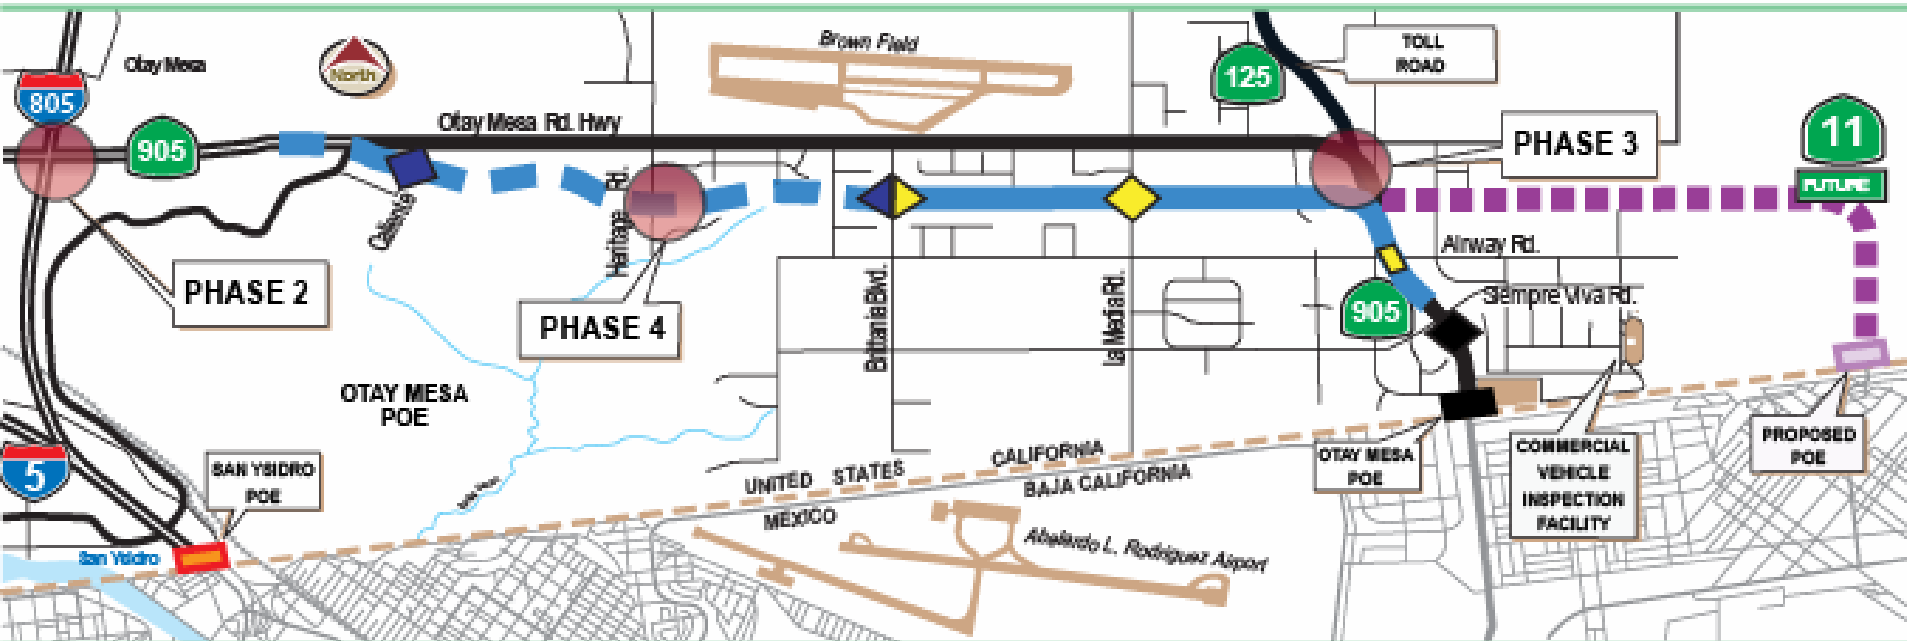 Brown Field
TOLL
ROAD
Otay Mesa
North
125
805
11
Otay Mesa Rd. Hwy
905
PHASE 3
FUTURE
Heritage Rd.
Celiente
Airway Rd.
PHASE 2
Siempre Viva Rd.
905
PHASE 4
Brittania Blvd.
La Media Rd.
OTAY MESA
POE
PROPOSED
POE
CALIFORNIA
COMMERCIAL
VEHICLE
INSPECTION
FACILITY
OTAY MESA
POE
5
SAN YSIDRO
POE
UNITED STATES
BAJA CALIFORNIA
MEXICO
Abelardo L. Rodriguez Airport
San Ysidro